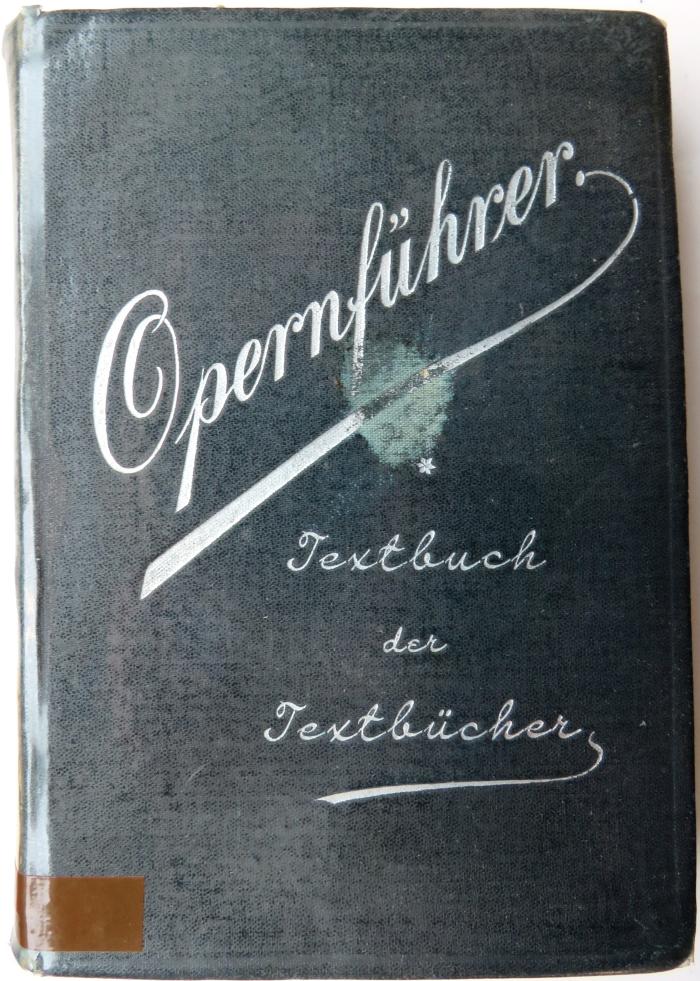 Opernführer.
Textbuch
der
Textbücher